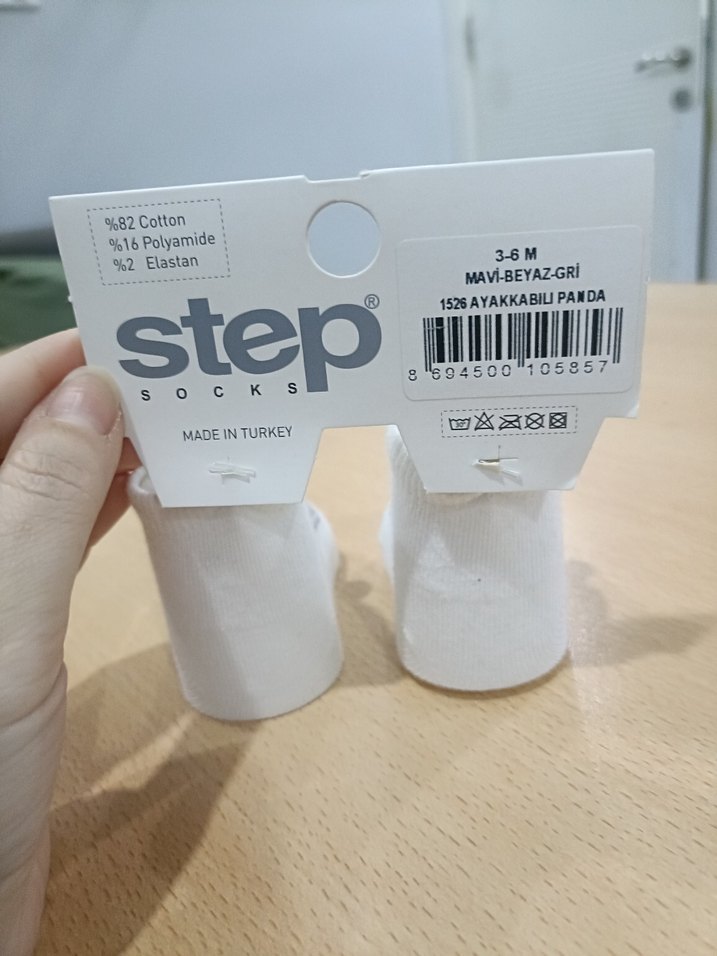 %82 Cotton
%16 Polyamide
%2 Elastan
step®
SOCKS
MADE IN TURKEY
3-6 M
MAVİ-BEYAZ-GRİ
1526 AYAKKABILI PANDA
8 694500 105857